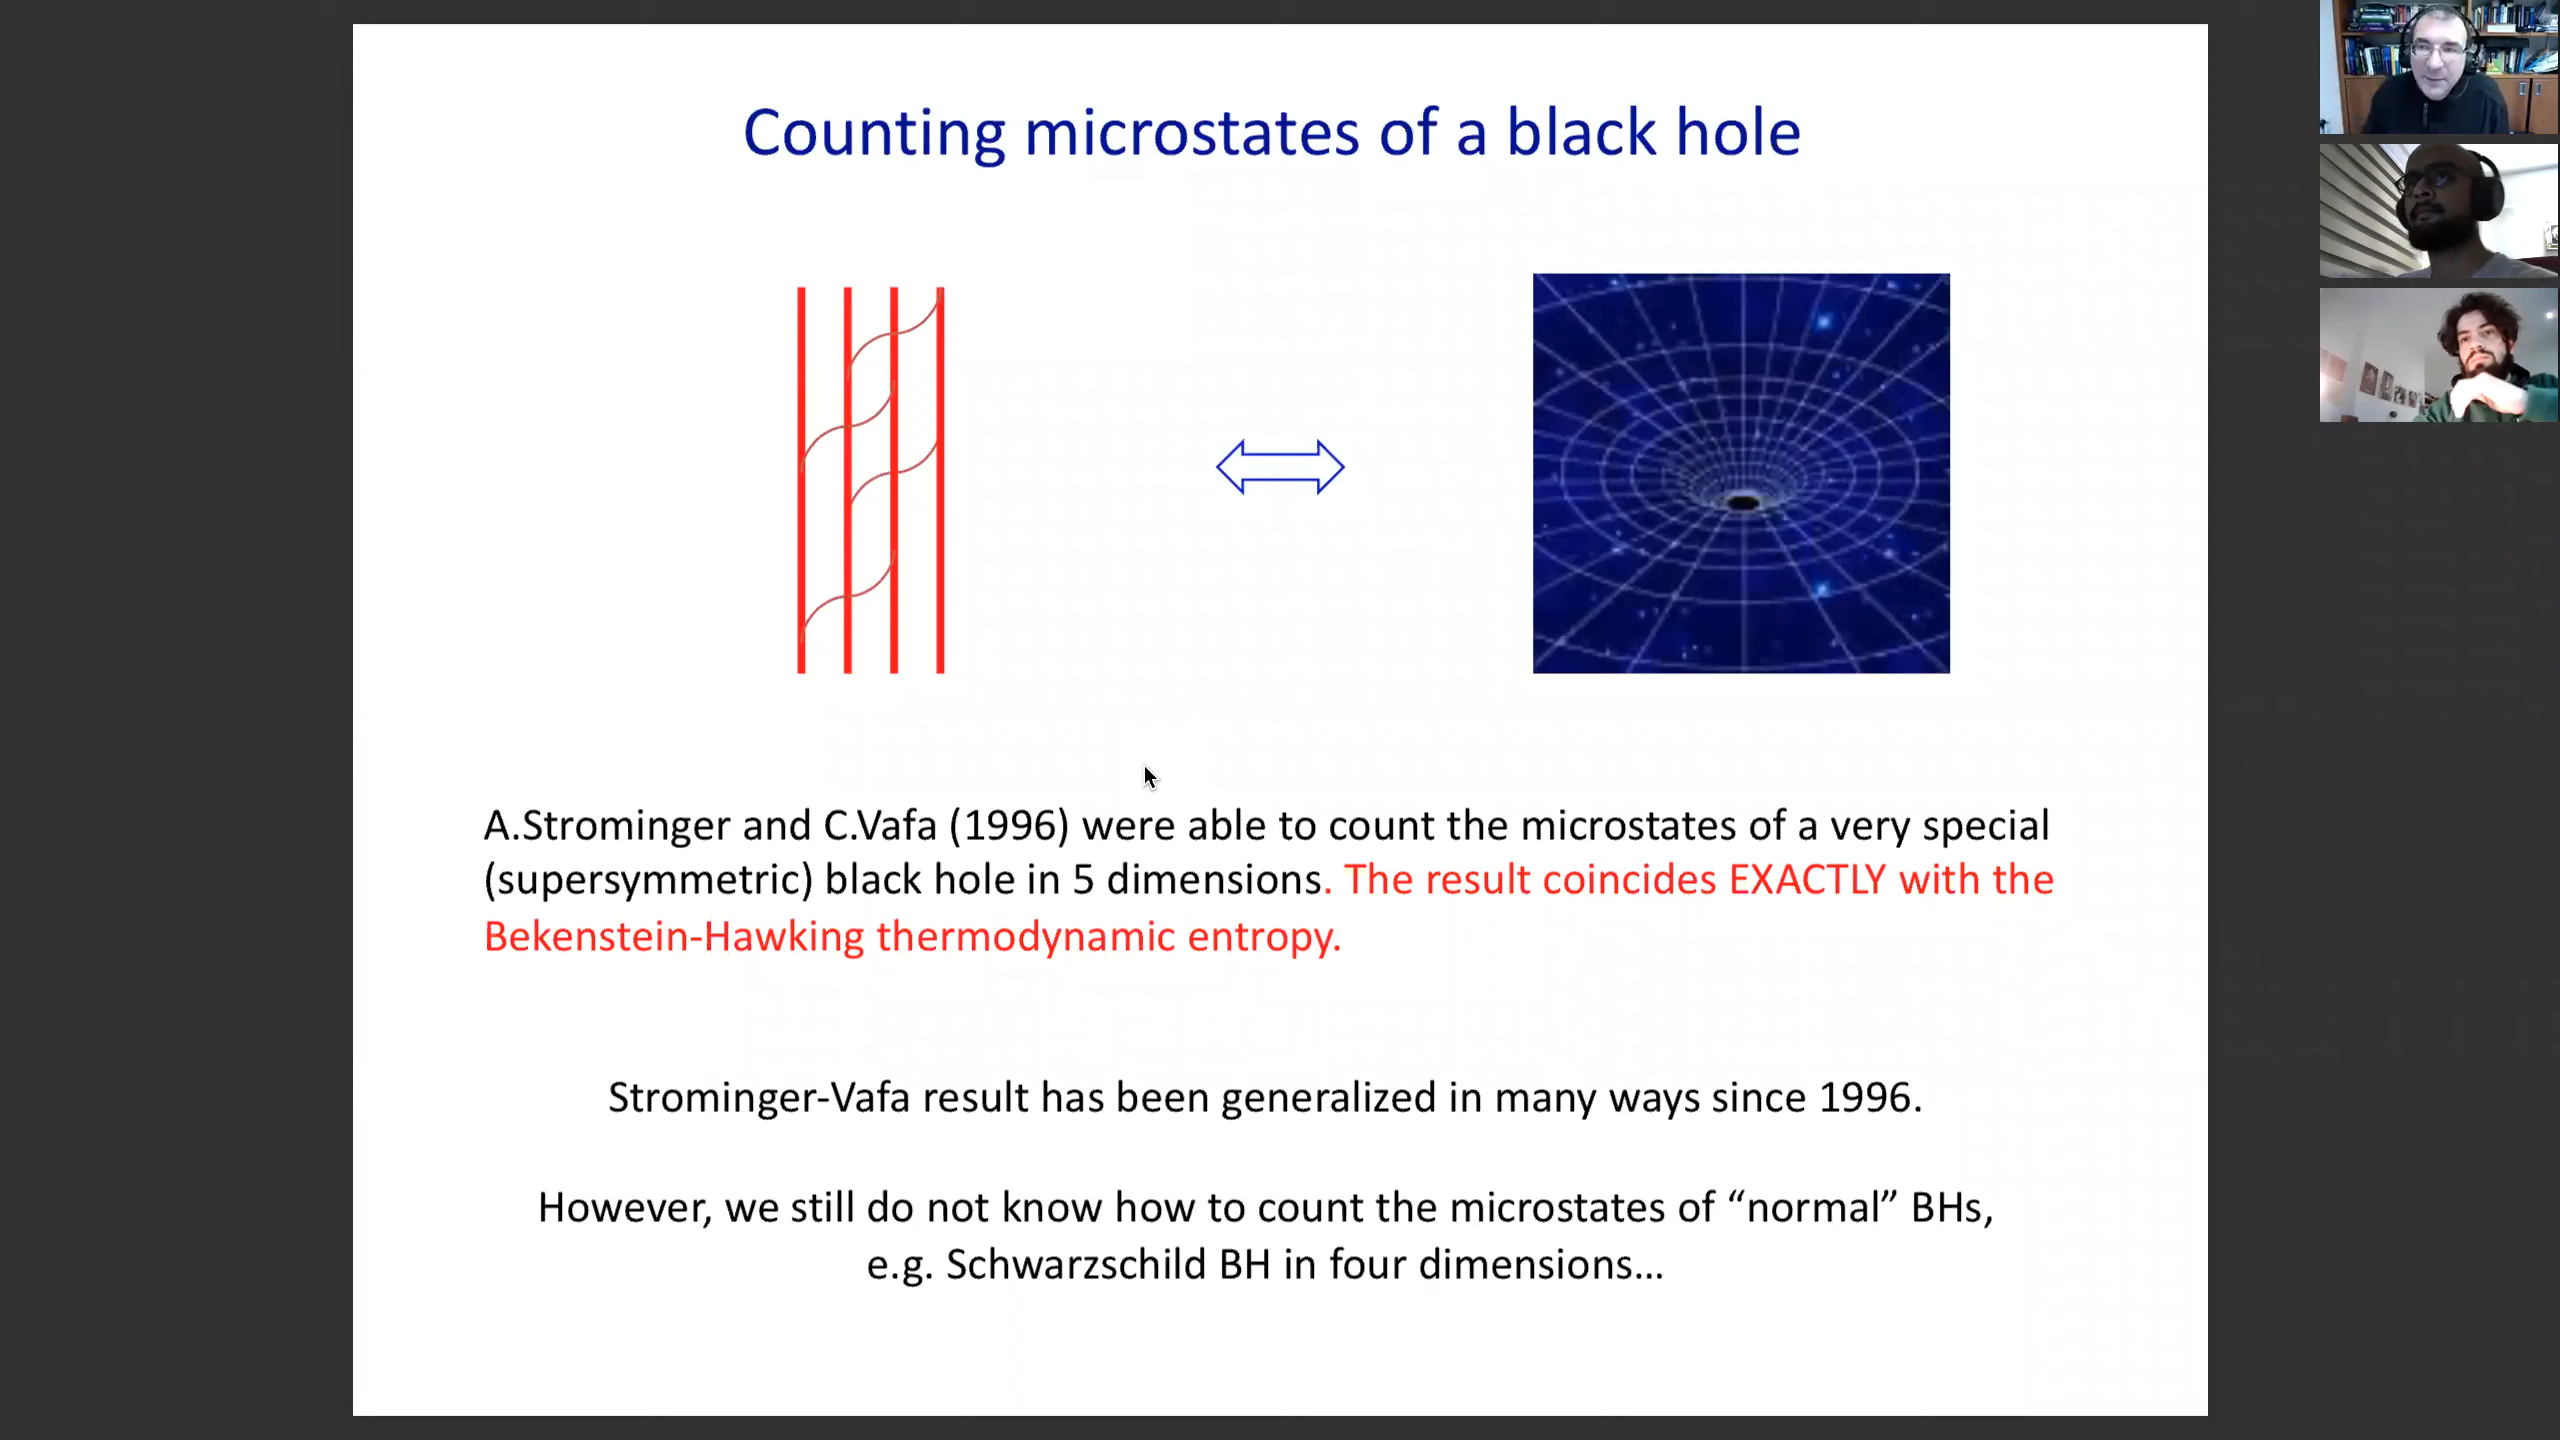 Counting microstates of a black hole
A.Strominger and C.Vafa (1996) were able to count the microstates of a very special
(supersymmetric) black hole in 5 dimensions. The result coincides EXACTLY with the
Bekenstein-Hawking thermodynamic entropy.
Strominger-Vafa result has been generalized in many ways since 1996.
However, we still do not know how to count the microstates of “normal” BHs,
e.g. Schwarzschild BH in four dimensions...